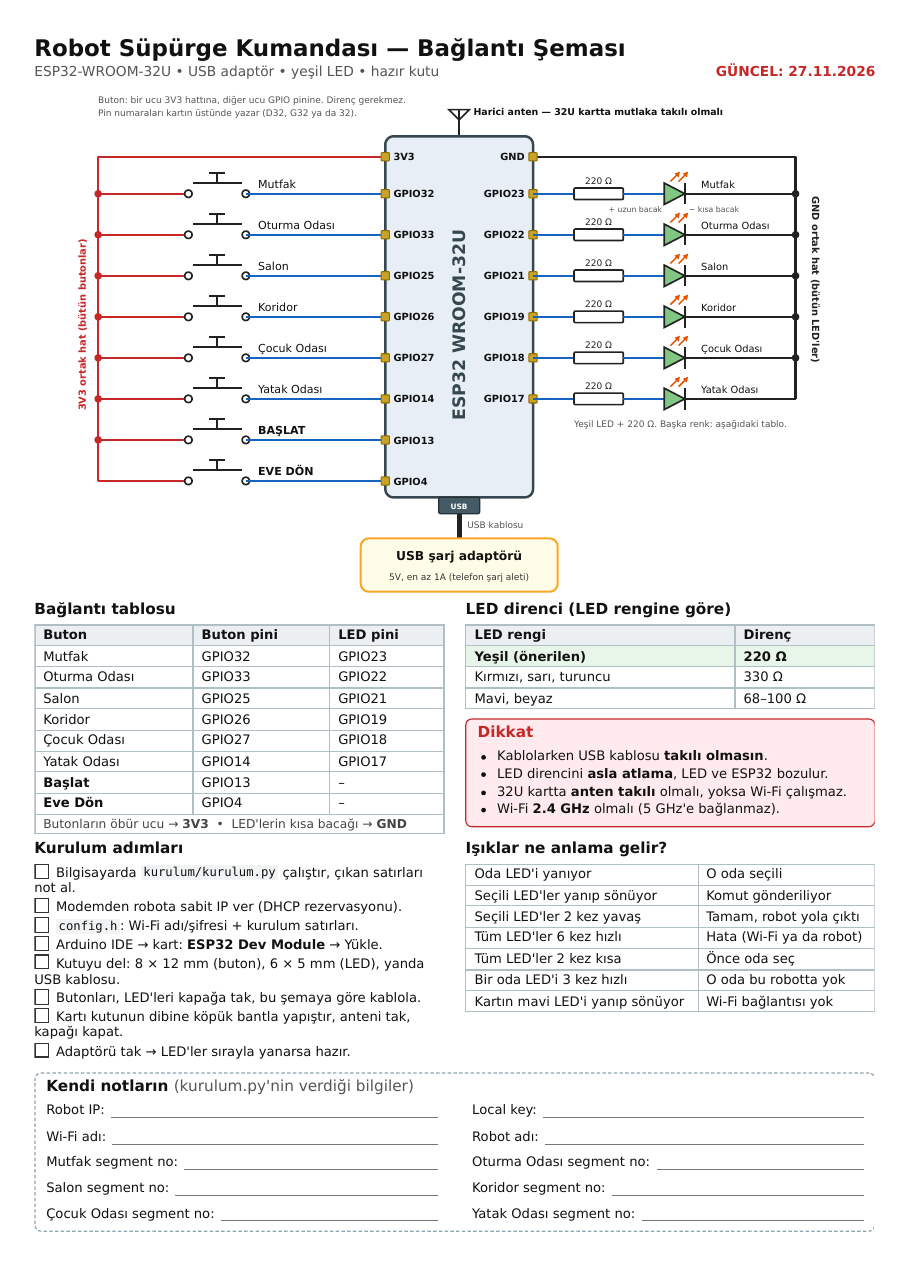 Robot Süpürge Kumandası — Bağlantı Şeması
ESP32-WROOM-32U • USB adaptör • yeşil LED • hazır kutu
GÜNCEL: 27.11.2026
Buton: bir ucu 3V3 hattına, diğer ucu GPIO pinine. Direnç gerekmez.
Pin numaraları kartın üstünde yazar (D32, G32 ya da 32).
Harici anten — 32U kartta mutlaka takılı olmalı
3V3 GND
Mutfak GPIO32 GPIO23 220 Ω Mutfak
+ uzun bacak − kısa bacak
Oturma Odası GPIO33 GPIO22 220 Ω Oturma Odası
Salon GPIO25 GPIO21 220 Ω Salon
Koridor GPIO26 GPIO19 220 Ω Koridor
Çocuk Odası GPIO27 GPIO18 220 Ω Çocuk Odası
Yatak Odası GPIO14 GPIO17 220 Ω Yatak Odası
BAŞLAT GPIO13
EVE DÖN GPIO4
3V3 ortak hat (bütün butonlar)
ESP32 WROOM-32U
GND ortak hat (bütün LED'ler)
Yeşil LED + 220 Ω. Başka renk: aşağıdaki tablo.
USB
USB kablosu
USB şarj adaptörü
5V, en az 1A (telefon şarj aleti)
Bağlantı tablosu
Buton Buton pini LED pini
Mutfak GPIO32 GPIO23
Oturma Odası GPIO33 GPIO22
Salon GPIO25 GPIO21
Koridor GPIO26 GPIO19
Çocuk Odası GPIO27 GPIO18
Yatak Odası GPIO14 GPIO17
Başlat GPIO13 –
Eve Dön GPIO4 –
Butonların öbür ucu → 3V3 • LED'lerin kısa bacağı → GND
LED direnci (LED rengine göre)
LED rengi Direnç
Yeşil (önerilen) 220 Ω
Kırmızı, sarı, turuncu 330 Ω
Mavi, beyaz 68–100 Ω
Dikkat
• Kablolarken USB kablosu takılı olmasın.
• LED direncini asla atlama, LED ve ESP32 bozulur.
• 32U kartta anten takılı olmalı, yoksa Wi-Fi çalışmaz.
• Wi-Fi 2.4 GHz olmalı (5 GHz'e bağlanmaz).
Kurulum adımları
Bilgisayarda kurulum/kurulum.py çalıştır, çıkan satırları
not al.
Modemden robota sabit IP ver (DHCP rezervasyonu).
config.h: Wi-Fi adı/şifresi + kurulum satırları.
Arduino IDE → kart: ESP32 Dev Module → Yükle.
Kutuyu del: 8 × 12 mm (buton), 6 × 5 mm (LED), yanda
USB kablosu.
Butonları, LED'leri kapağa tak, bu şemaya göre kablola.
Kartı kutunun dibine köpük bantla yapıştır, anteni tak,
kapağı kapat.
Adaptörü tak → LED'ler sırayla yanarsa hazır.
Işıklar ne anlama gelir?
Oda LED'i yanıyor O oda seçili
Seçili LED'ler yanıp sönüyor Komut gönderiliyor
Seçili LED'ler 2 kez yavaş Tamam, robot yola çıktı
Tüm LED'ler 6 kez hızlı Hata (Wi-Fi ya da robot)
Tüm LED'ler 2 kez kısa Önce oda seç
Bir oda LED'i 3 kez hızlı O oda bu robotta yok
Kartın mavi LED'i yanıp sönüyor Wi-Fi bağlantısı yok
Kendi notların (kurulum.py'nin verdiği bilgiler)
Robot IP: Local key:
Wi-Fi adı: Robot adı:
Mutfak segment no: Oturma Odası segment no:
Salon segment no: Koridor segment no:
Çocuk Odası segment no: Yatak Odası segment no: